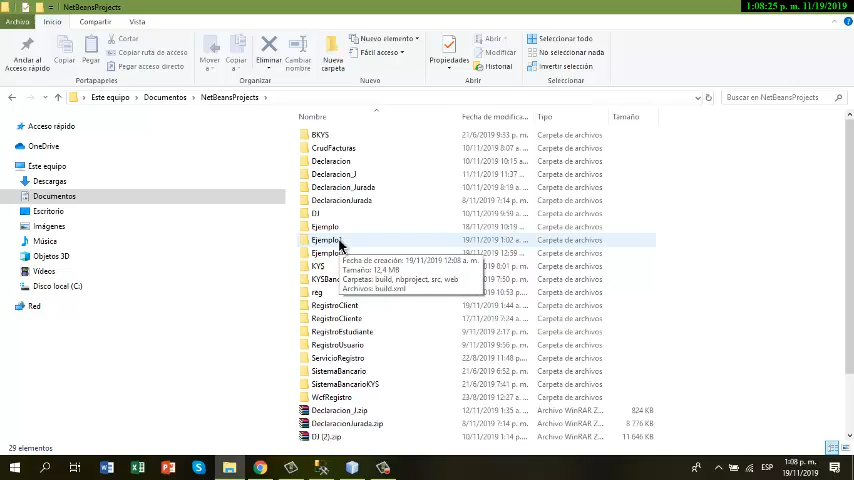 NetBeansProjects
1:08:25 p. m. 11/19/2019
Archivo Inicio Compartir Vista
Anclar al Acceso rápido
Copiar
Pegar
Cortar
Copiar ruta de acceso
Pegar acceso directo
Portapapeles
Mover a
Copiar a
Eliminar
Cambiar nombre
Organizar
Nueva carpeta
Nuevo elemento
Fácil acceso
Nuevo
Propiedades
Abrir
Modificar
Historial
Abrir
Seleccionar todo
No seleccionar nada
Invertir selección
Seleccionar
Este equipo > Documentos > NetBeansProjects >
Buscar en NetBeansProjects
Acceso rápido
OneDrive
Este equipo
Descargas
Documentos
Escritorio
Imágenes
Música
Objetos 3D
Vídeos
Disco local (C:)
Red
Nombre Fecha de modifica... Tipo Tamaño
BKYS 21/6/2019 9:33 p. m. Carpeta de archivos
CrudFacturas 10/11/2019 8:07 a. ... Carpeta de archivos
Declaracion 10/11/2019 10:15 a... Carpeta de archivos
Declaracion_J 11/11/2019 11:37 ... Carpeta de archivos
Declaracion_Jurada 10/11/2019 8:19 a. ... Carpeta de archivos
DeclaracionJurada 8/11/2019 7:14 p. m. Carpeta de archivos
DJ 10/11/2019 9:59 a. ... Carpeta de archivos
Ejemplo 18/11/2019 10:19 ... Carpeta de archivos
Ejemplo 19/11/2019 1:02 a. ... Carpeta de archivos
Ejemplo 19/11/2019 12:59 ... Carpeta de archivos
KYS 8:01 p. m. Carpeta de archivos
KYSBan 7:50 p. m. Carpeta de archivos
reg 10:53 p... Carpeta de archivos
Fecha de creación: 19/11/2019 12:08 a. m.
Tamaño: 12,4 MB
Carpetas: build, nbproject, src, web
Archivos: build.xml
RegistroClient 19/9/2019 1:44 a. m. Carpeta de archivos
RegistroCliente 17/11/2019 7:24 p. ... Carpeta de archivos
RegistroEstudiante 9/11/2019 2:17 p. m. Carpeta de archivos
RegistroUsuario 9/11/2019 9:52 p. m. Carpeta de archivos
ServicioRegistro 22/8/2019 11:48 p. ... Carpeta de archivos
SistemaBancario 21/6/2019 6:52 p. m. Carpeta de archivos
SistemaBancarioKYS 21/6/2019 7:41 p. m. Carpeta de archivos
WcfRegistro 23/8/2019 12:27 a. ... Carpeta de archivos
Declaracion_J.zip 12/11/2019 1:35 a. ... Archivo WinRAR Z... 824 KB
DeclaracionJurada.zip 8/11/2019 7:14 p. m. Archivo WinRAR Z... 8 776 KB
DJ (2).zip 10/11/2019 1:14 p. ... Archivo WinRAR Z... 11 646 KB
29 elementos
ESP
1:08 p. m.
19/11/2019